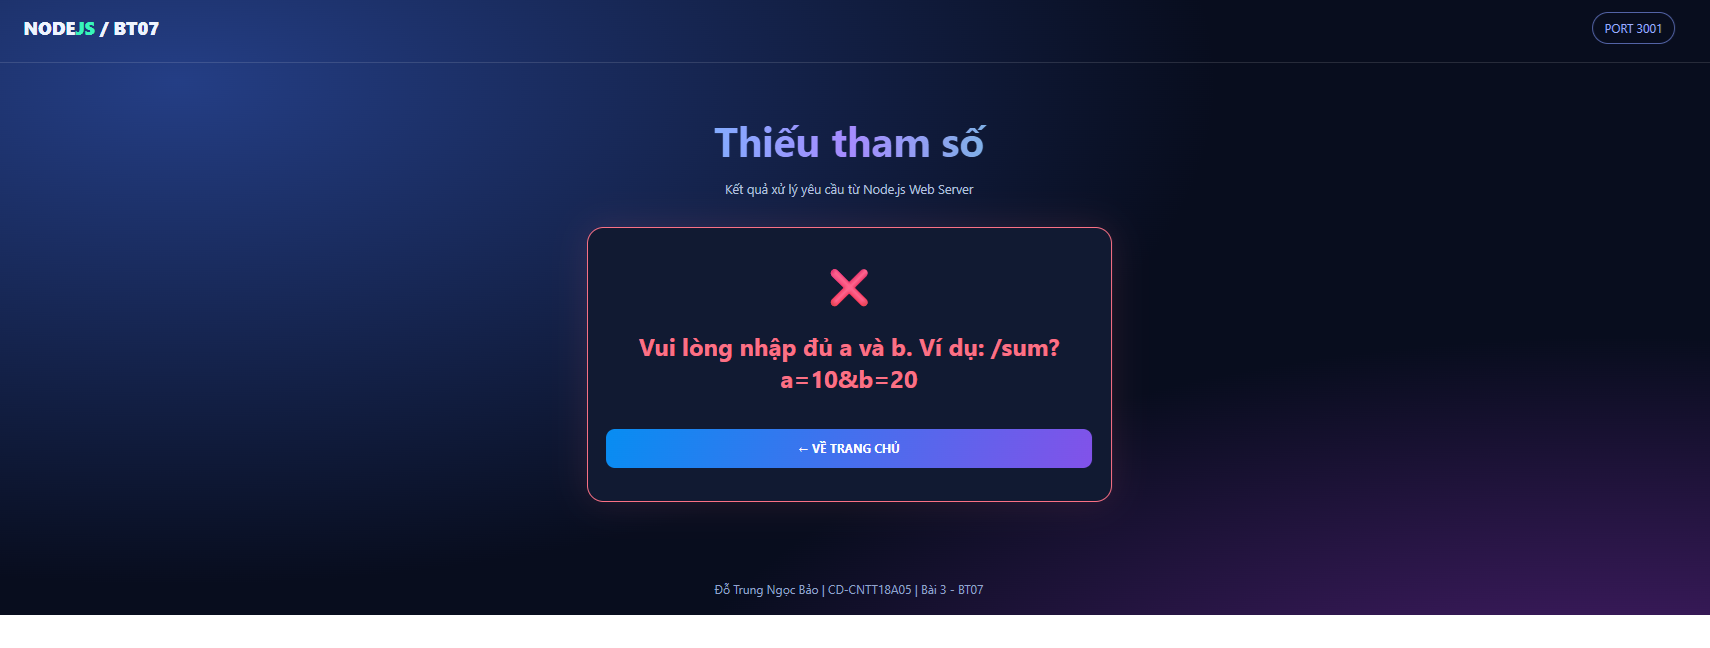 NODEJS / BT07
PORT 3001
Thiếu tham số
Kết quả xử lý yêu cầu từ Node.js Web Server
Vui lòng nhập đủ a và b. Ví dụ: /sum?
a=10&b=20
← VỀ TRANG CHỦ
Đỗ Trung Ngọc Bảo | CD-CNTT18A05 | Bài 3 - BT07